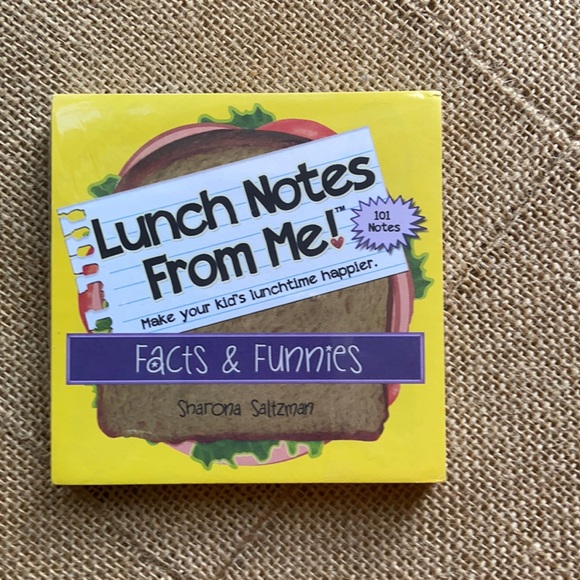 Lunch Notes
From Me!™
101
Notes
Make your kid's lunchtime happier.
Facts & Funnies
Sharona Saltzman